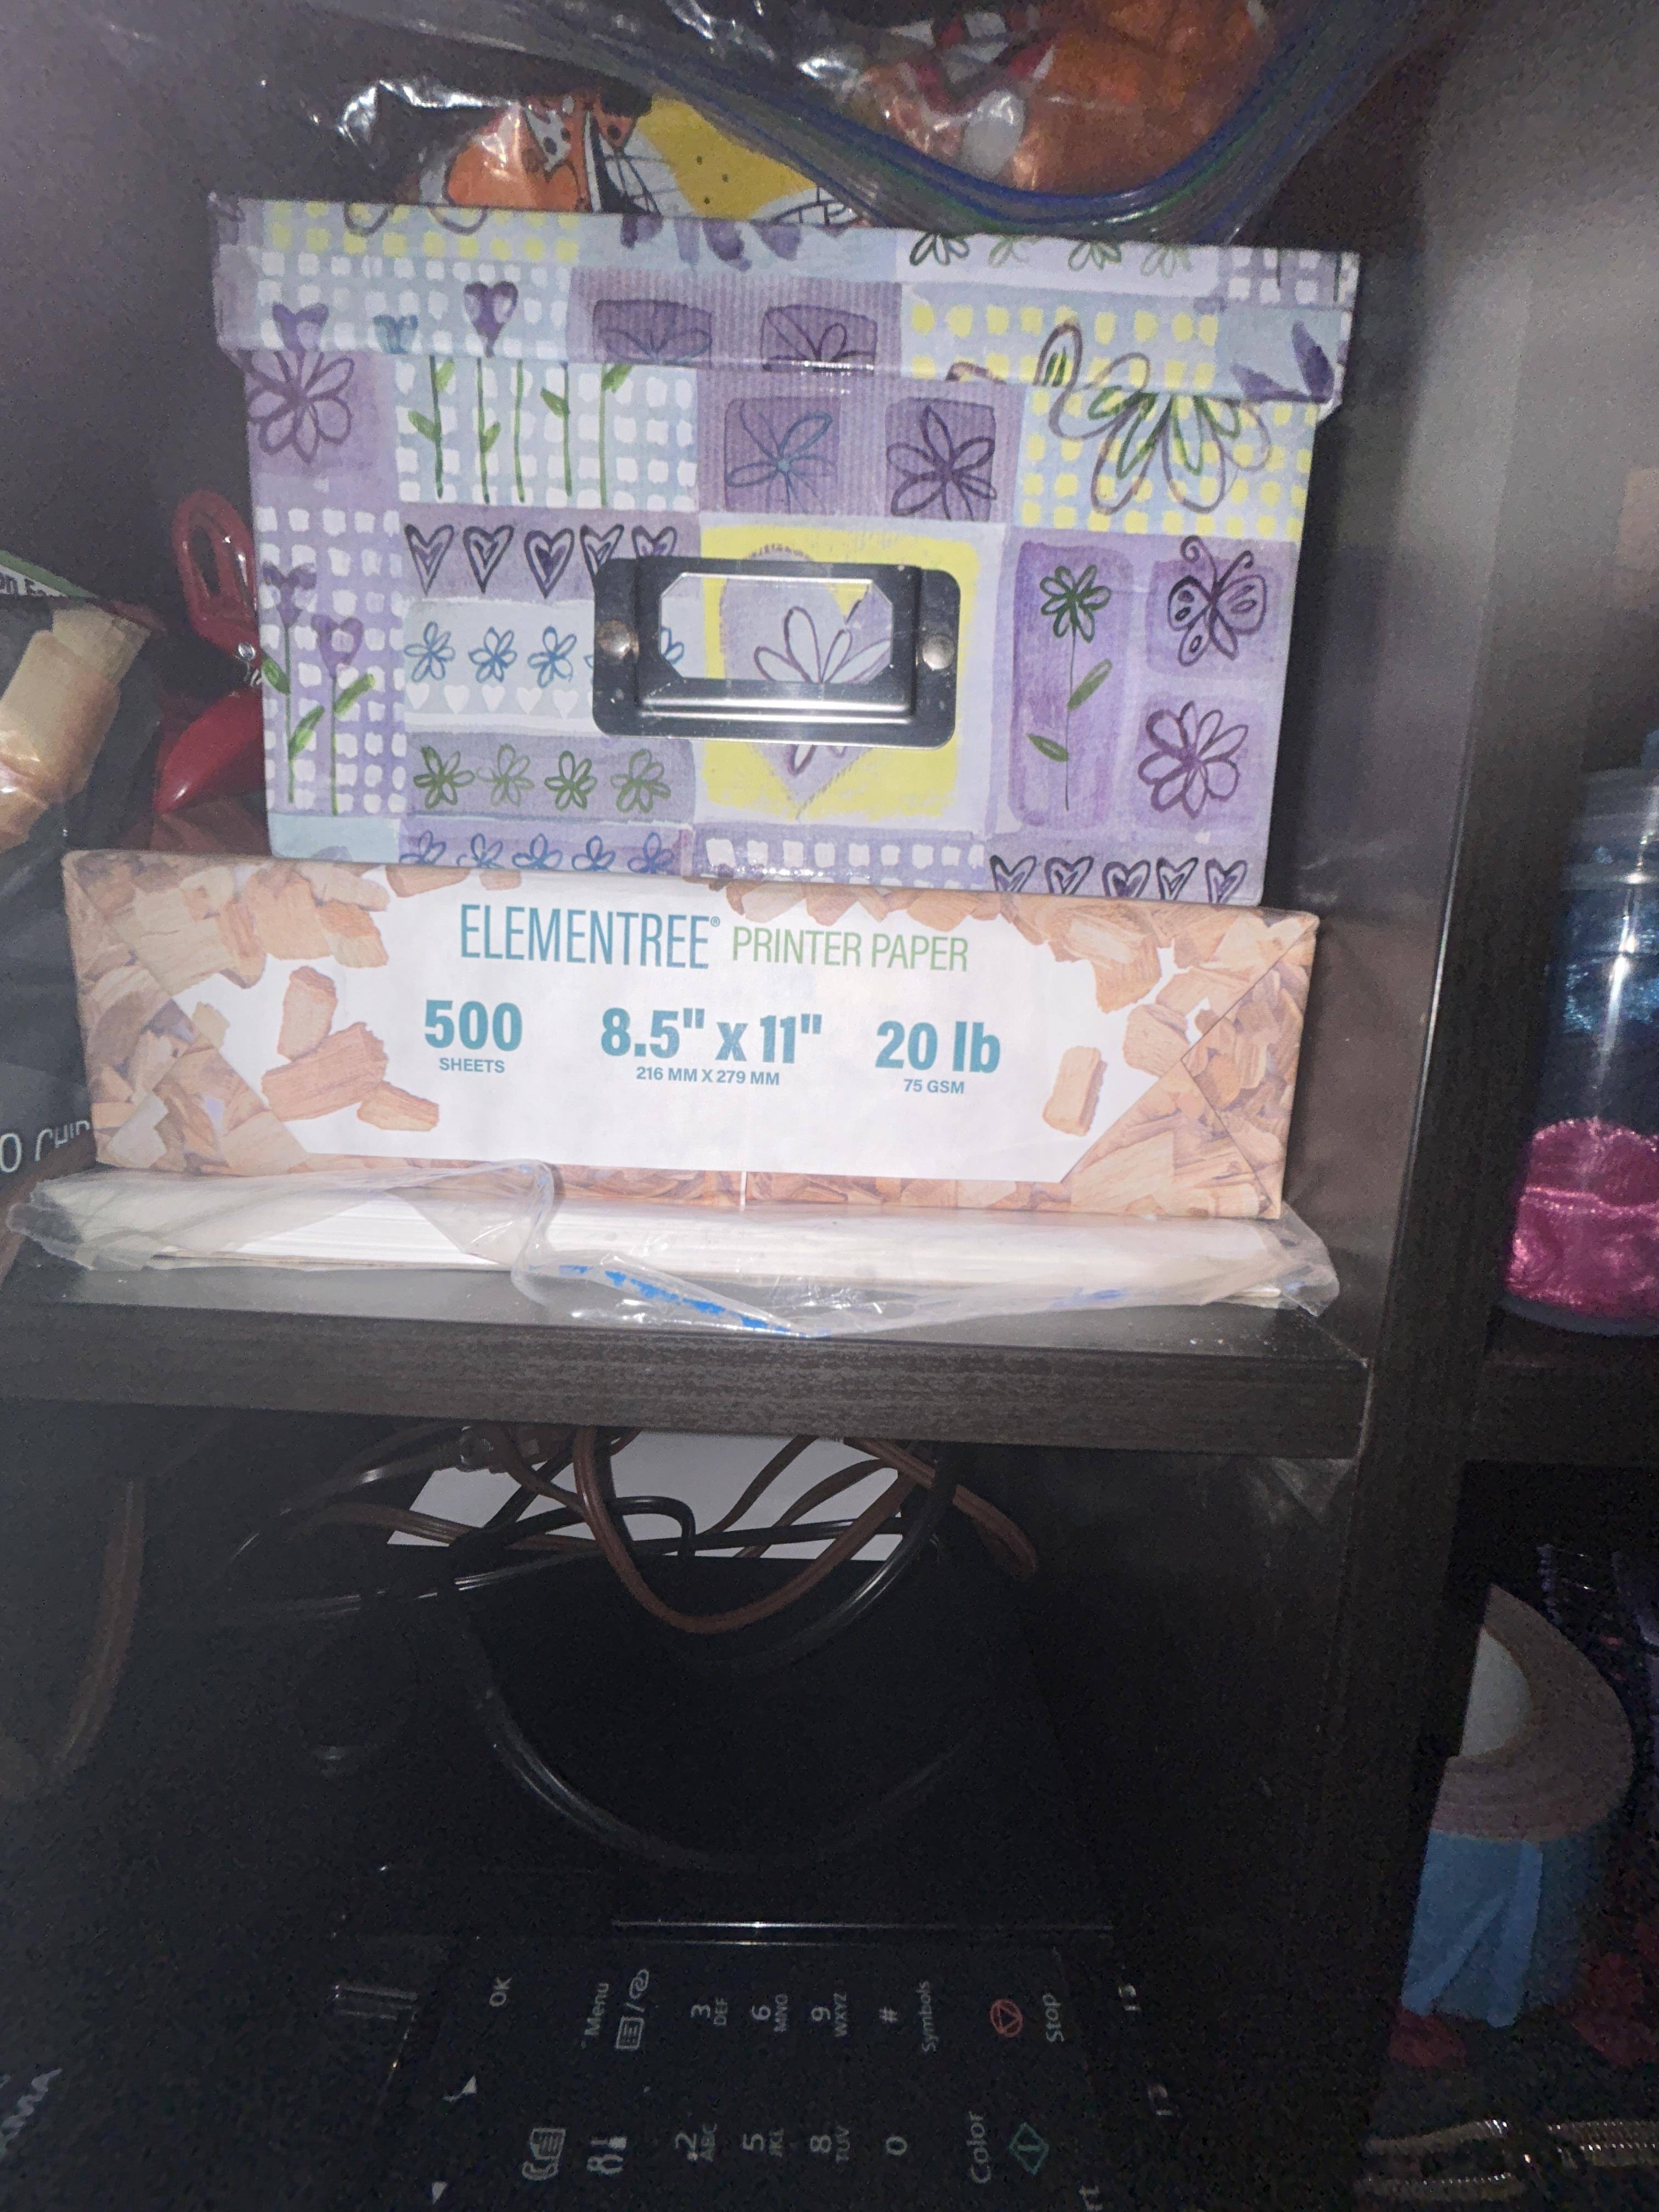 ELEMENTREE® PRINTER PAPER
500 8.5" x 11" 20 lb
SHEETS 216 MM X 279 MM 75 GSM
OK
Menu
3
DEF
6
MNO
9
WXYZ
#
Symbols
Stop
2
ABC
5
JKL
8
TUV
0
Color